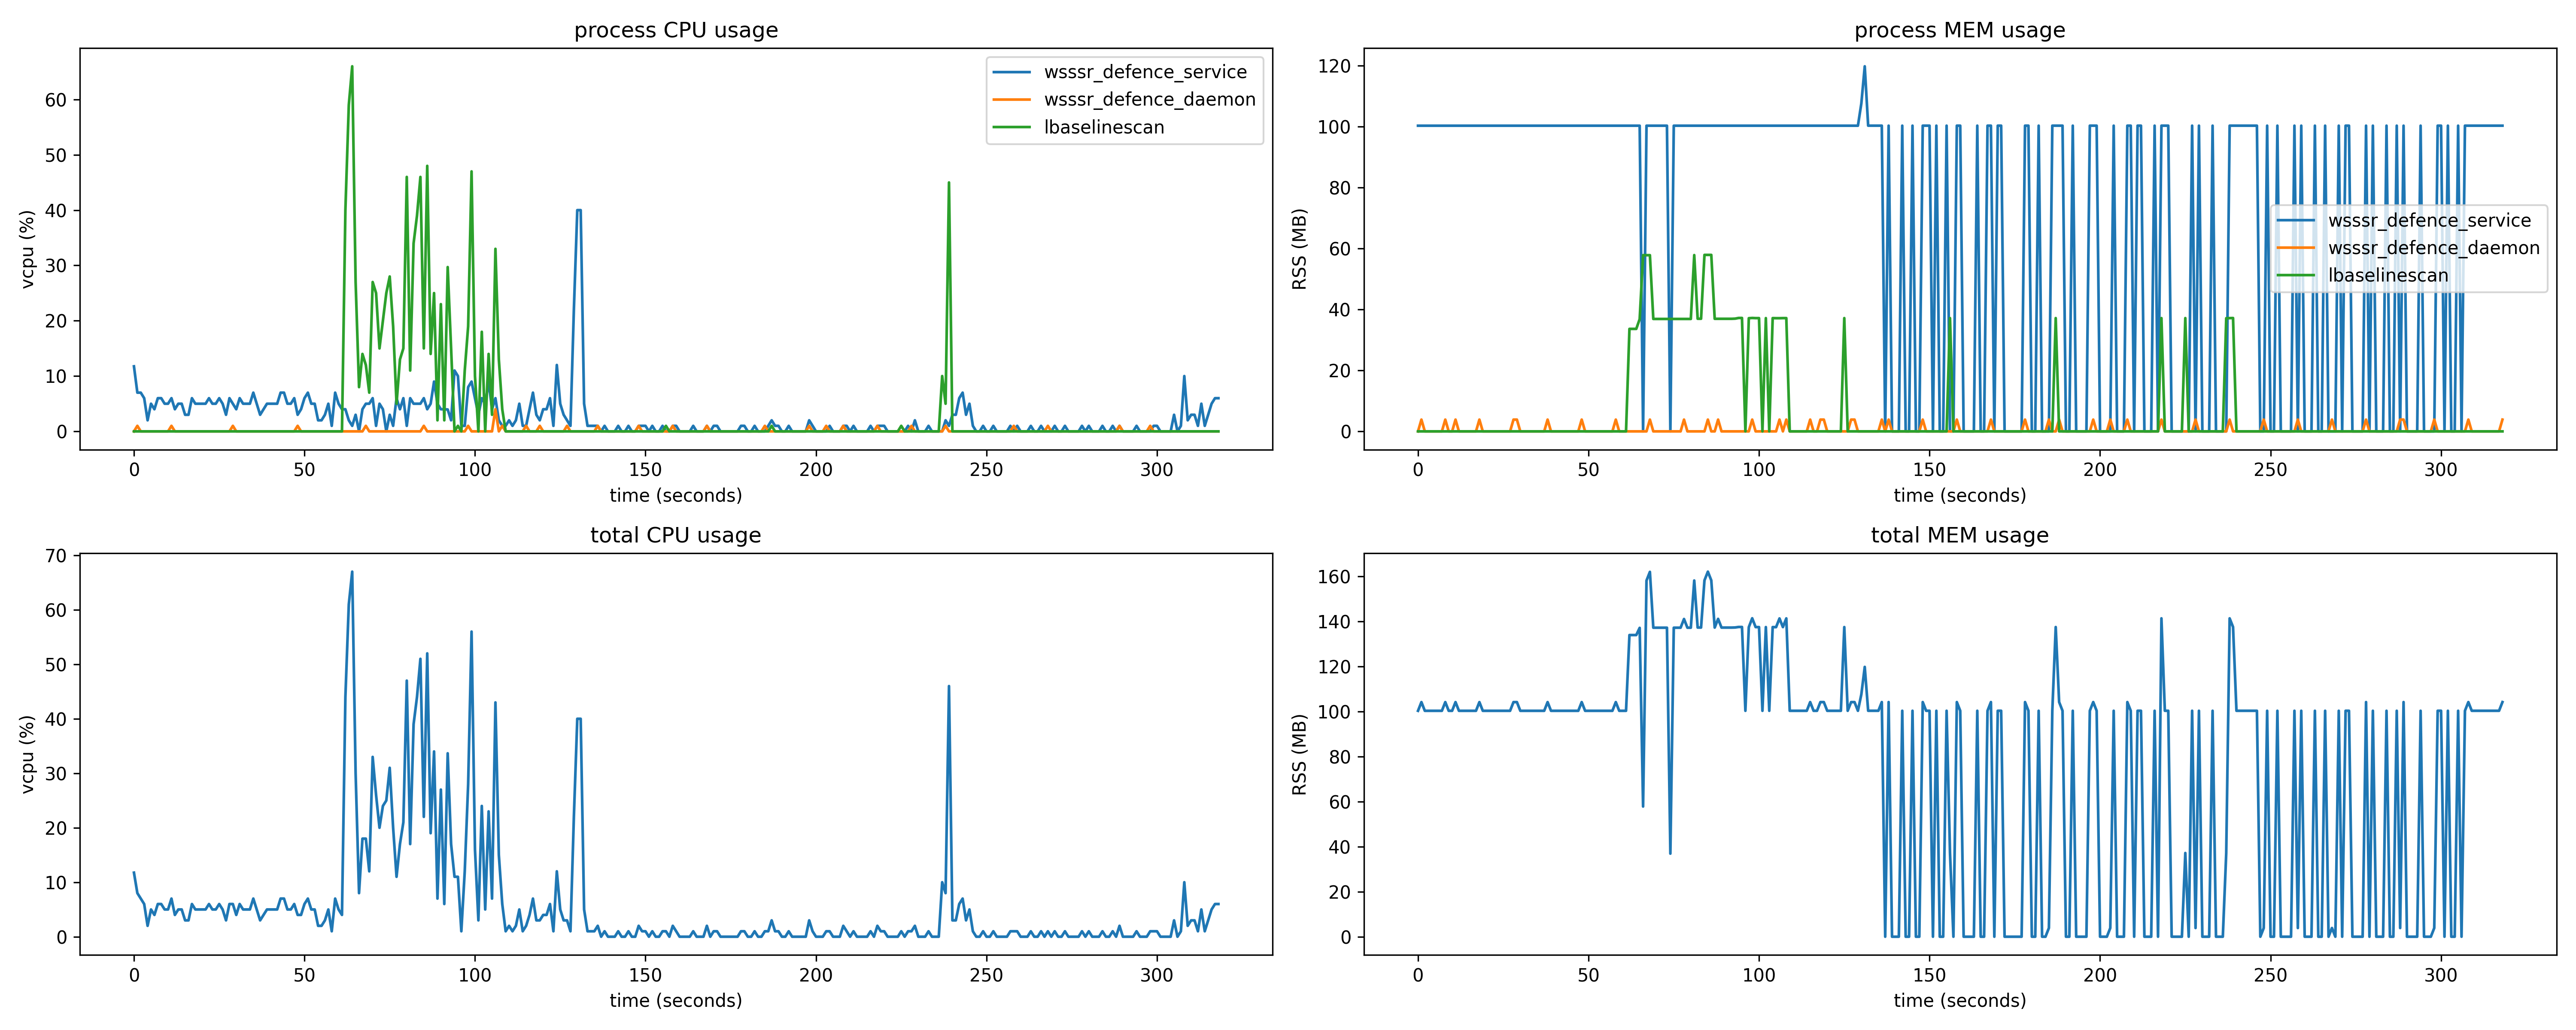 process CPU usage
vcpu (%)
60
50
40
30
20
10
0
wsssr_defence_service
wsssr_defence_daemon
lbaselinescan
0 50 100 150 200 250 300
time (seconds)
process MEM usage
RSS (MB)
120
100
80
60
40
20
0
wsssr_defence_service
wsssr_defence_daemon
lbaselinescan
0 50 100 150 200 250 300
time (seconds)
total CPU usage
vcpu (%)
70
60
50
40
30
20
10
0
0 50 100 150 200 250 300
time (seconds)
total MEM usage
RSS (MB)
160
140
120
100
80
60
40
20
0
0 50 100 150 200 250 300
time (seconds)